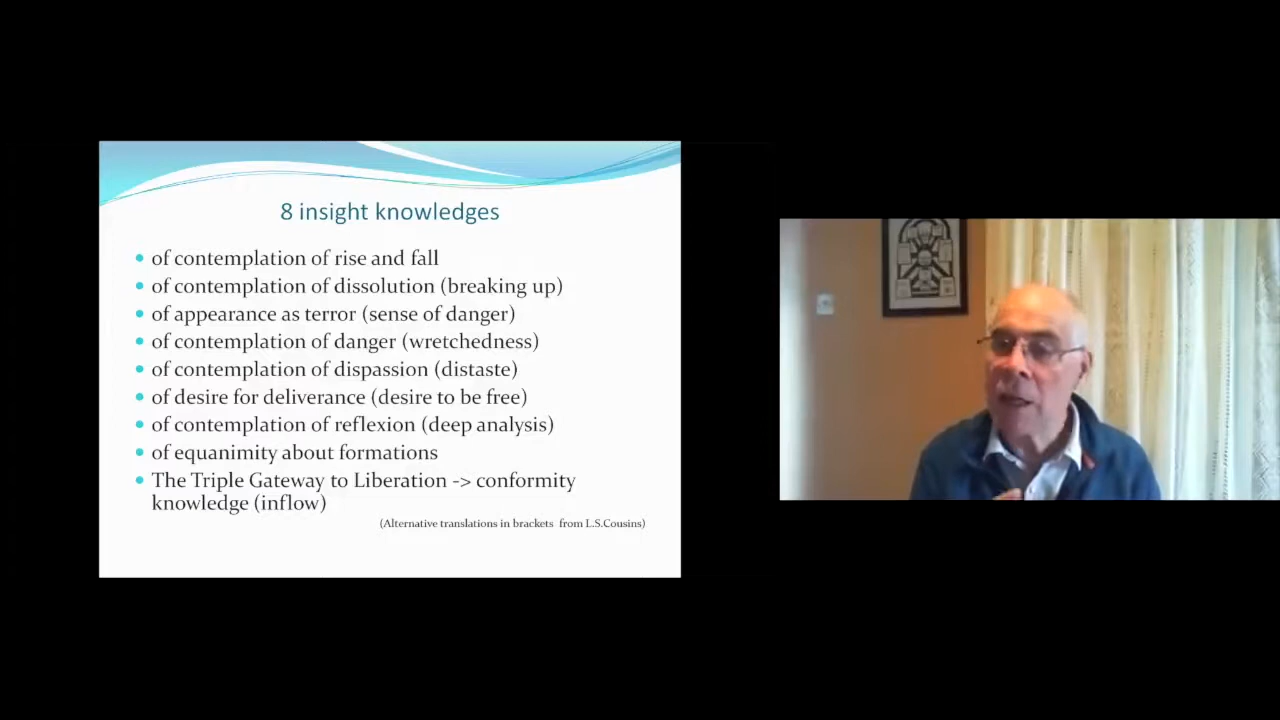 8 insight knowledges
of contemplation of rise and fall
of contemplation of dissolution (breaking up)
of appearance as terror (sense of danger)
of contemplation of danger (wretchedness)
of contemplation of dispassion (distaste)
of desire for deliverance (desire to be free)
of contemplation of reflexion (deep analysis)
of equanimity about formations
The Triple Gateway to Liberation -> conformity
knowledge (inflow)
(Alternative translations in brackets from L.S.Cousins)